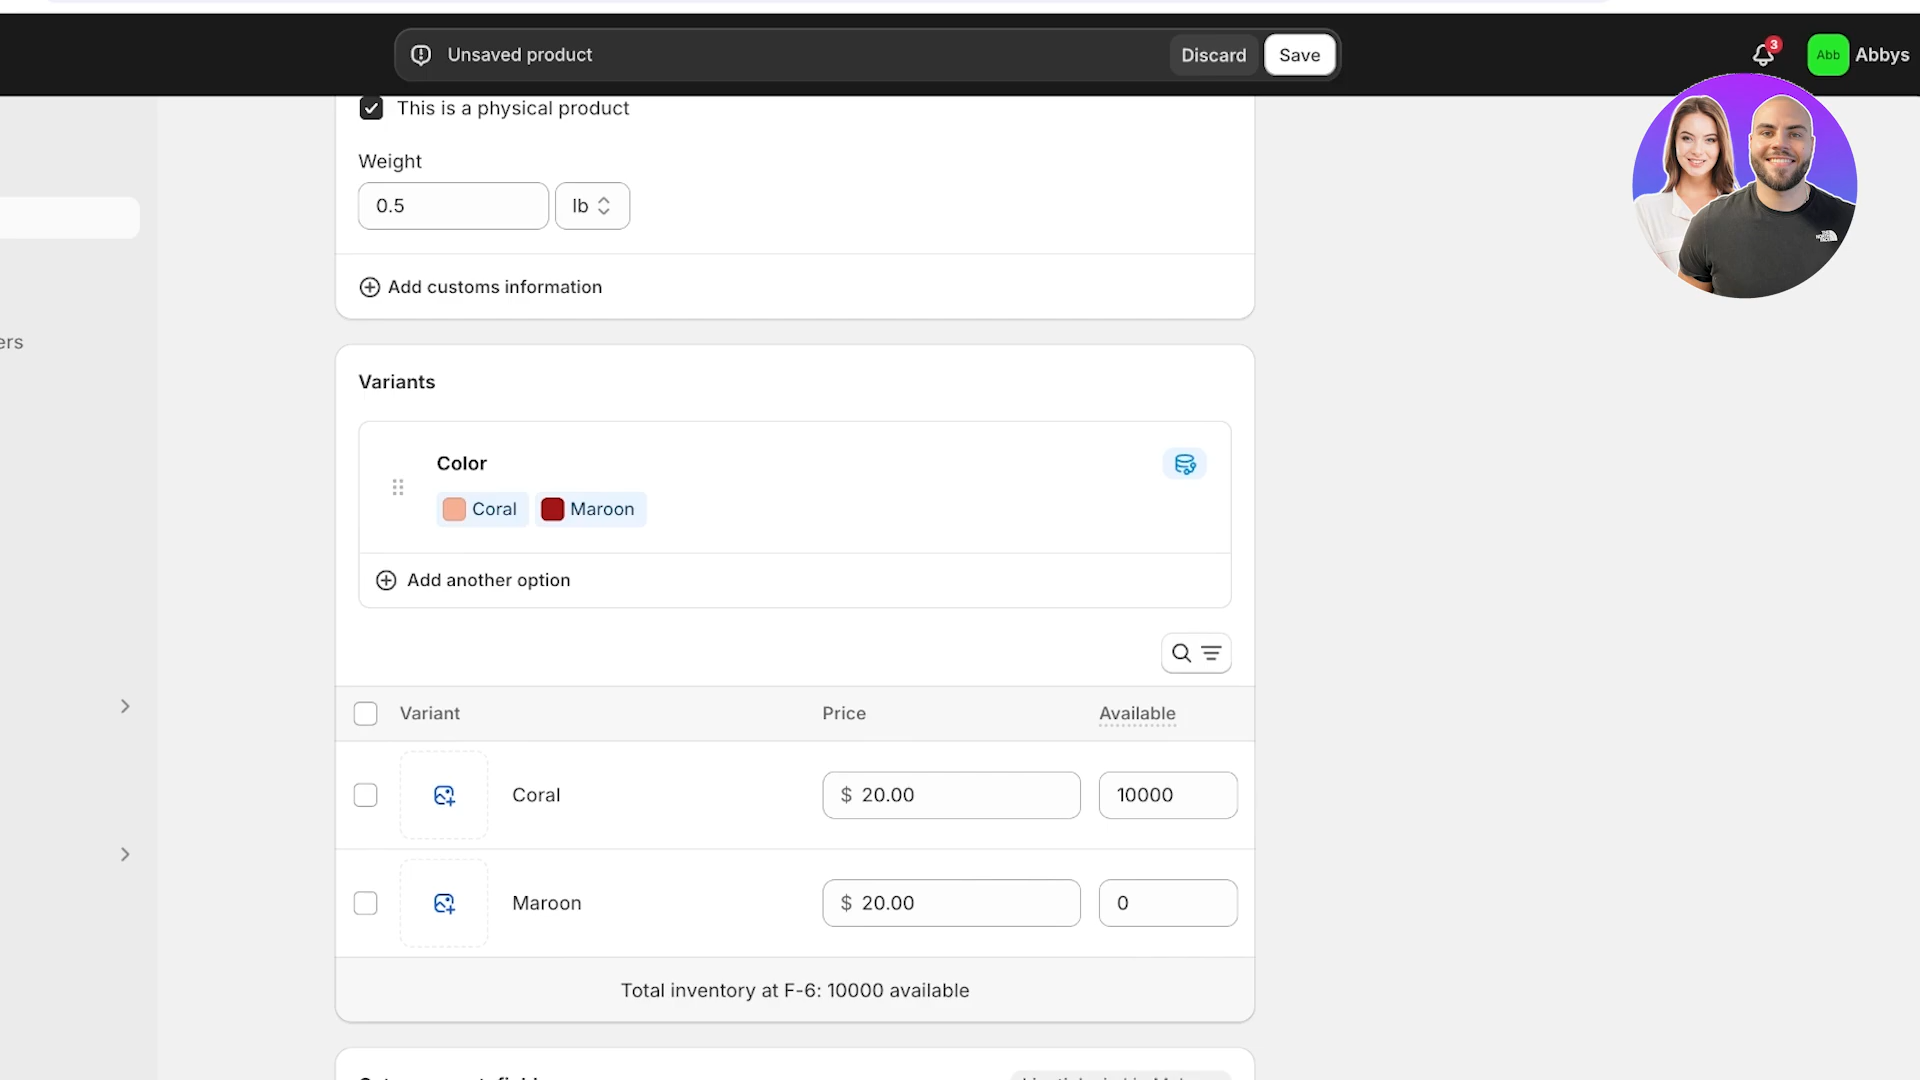 Unsaved product
Discard
Save
3
Abb
Abbys
This is a physical product
Weight
0.5
lb
Add customs information
ers
Variants
Color
Coral
Maroon
Add another option
Variant
Price
Available
Coral
$ 20.00
10000
Maroon
$ 20.00
0
Total inventory at F-6: 10000 available